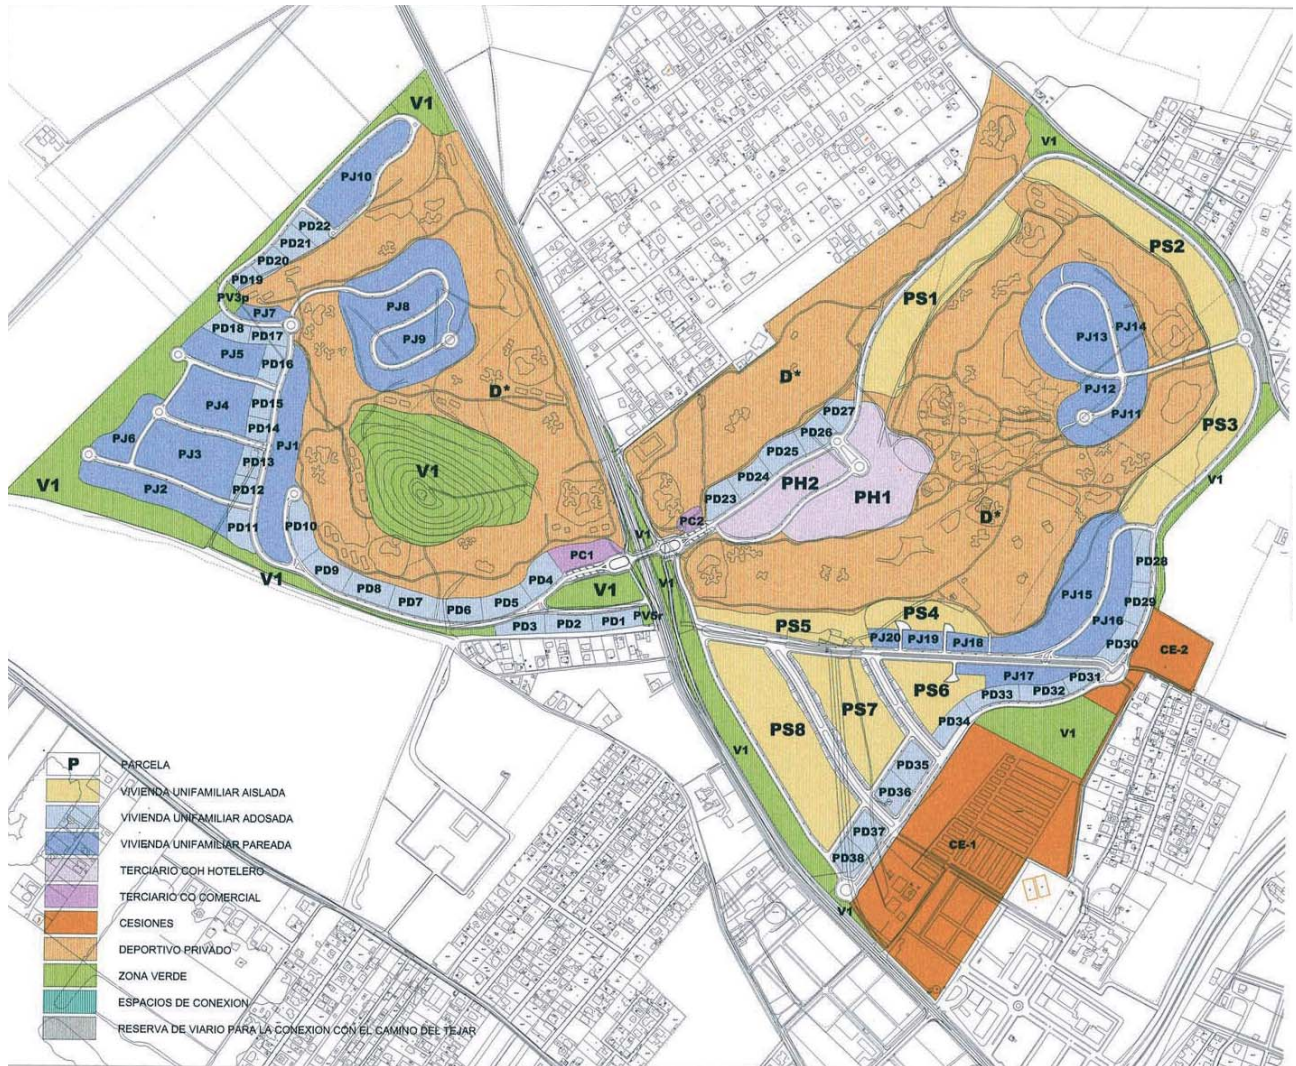 V1
V1
PJ10
PS2
PD22
PD21
PD20
PD19
PV3p
PJ7
PJ8
PS1
PD18
PD17
PJ9
PJ13
PJ14
PJ5
PD16
D*
D*
PJ12
PJ4
PD15
PD27
PJ11
PJ6
PD14
PJ1
PD26
PS3
PJ3
PD13
PD25
V1
V1
PJ2
PD12
PD24
PH2
PH1
V1
PD11
PD10
PD23
PC2
D*
V1
PC1
V1
PD9
PD4
V1
PD28
PD8
V1
PJ15
PD7
PD6
PD5
PD29
PS4
PV5r
PD3
PD2
PD1
PS5
PJ16
PJ20
PJ19
PJ18
PD30
CE-2
PJ17
PD31
PS6
PD33
PD32
PS7
PD34
PS8
V1
V1
PD35
PD36
PD37
CE-1
PD38
V1
P
PARCELA
VIVIENDA UNIFAMILIAR AISLADA
VIVIENDA UNIFAMILIAR ADOSADA
VIVIENDA UNIFAMILIAR PAREADA
TERCIARIO COH HOTELERO
TERCIARIO CO COMERCIAL
CESIONES
DEPORTIVO PRIVADO
ZONA VERDE
ESPACIOS DE CONEXION
RESERVA DE VIARIO PARA LA CONEXION CON EL CAMINO DEL TEJAR